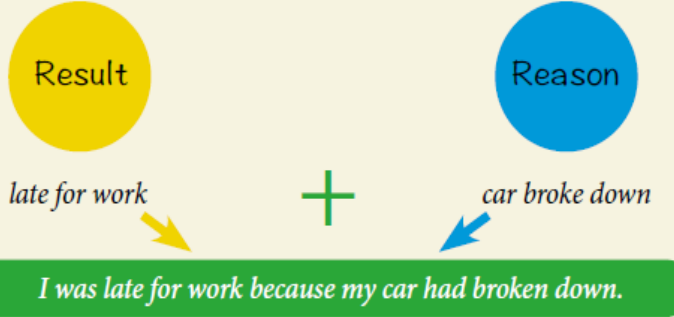 Result
Reason
late for work
+
car broke down
I was late for work because my car had broken down.